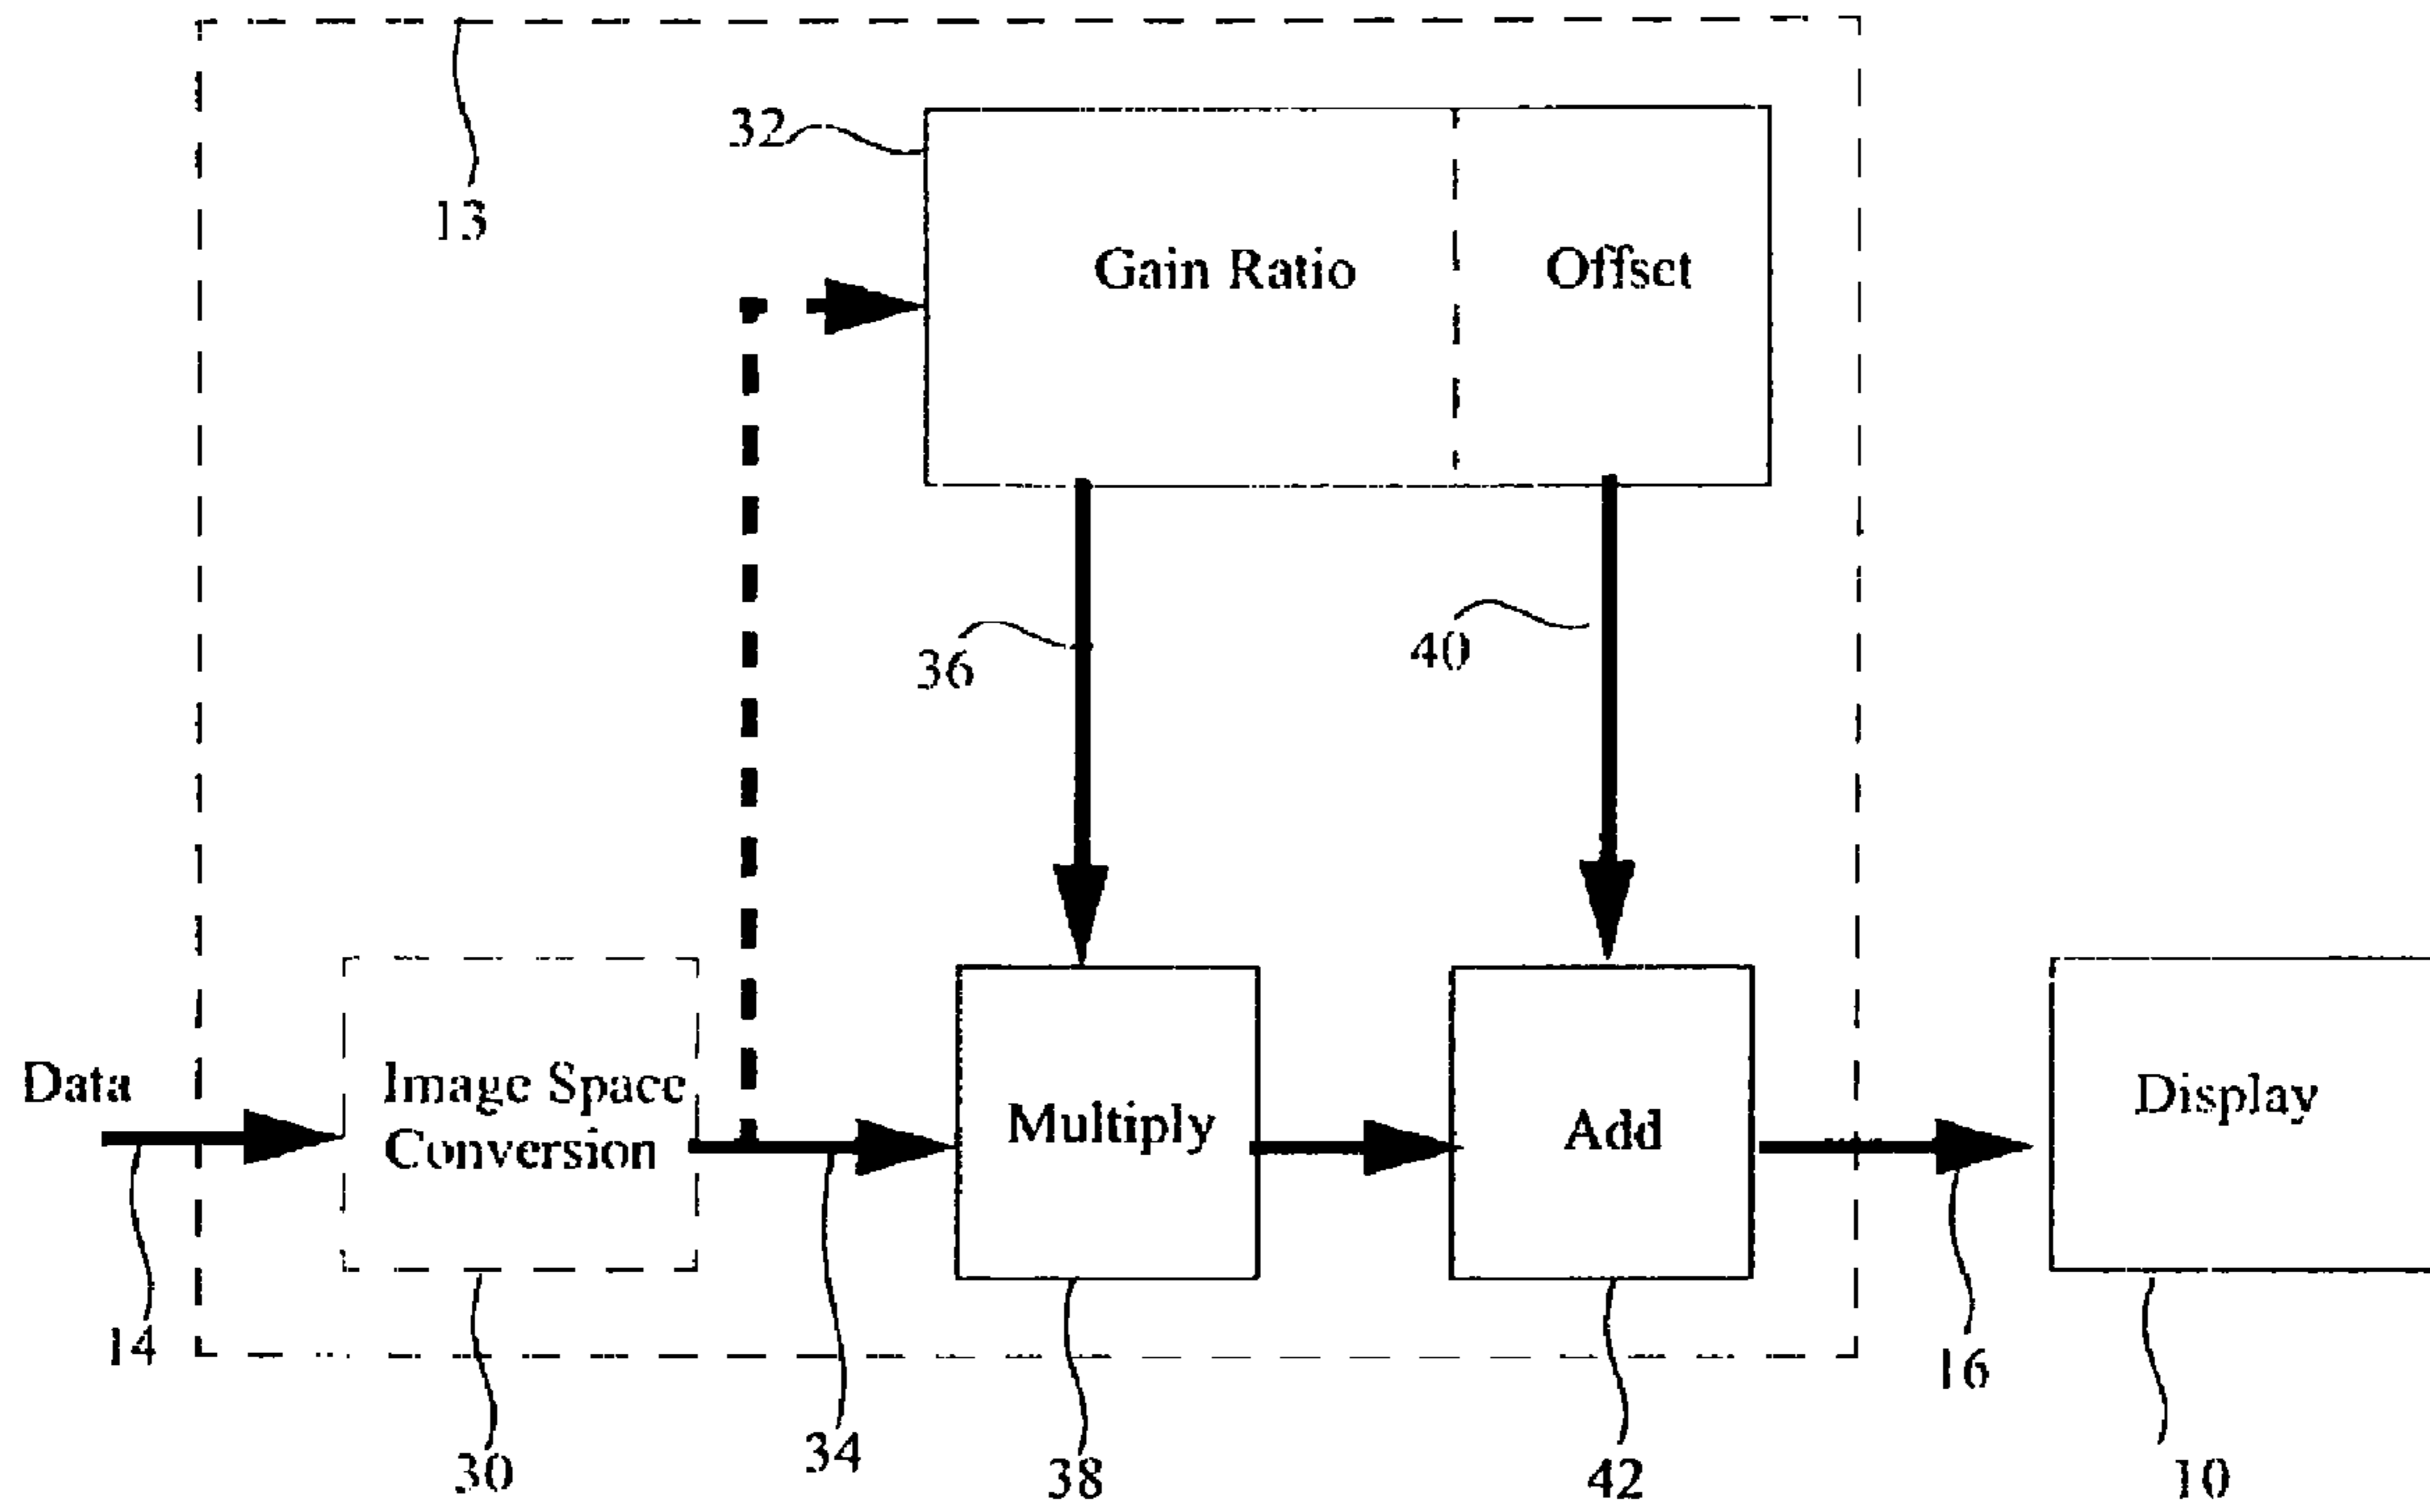 13
32
Gain Ratio
Offset
36
40
Data
Image Space
Conversion
Multiply
Add
Display
14
30
34
38
42
16
10